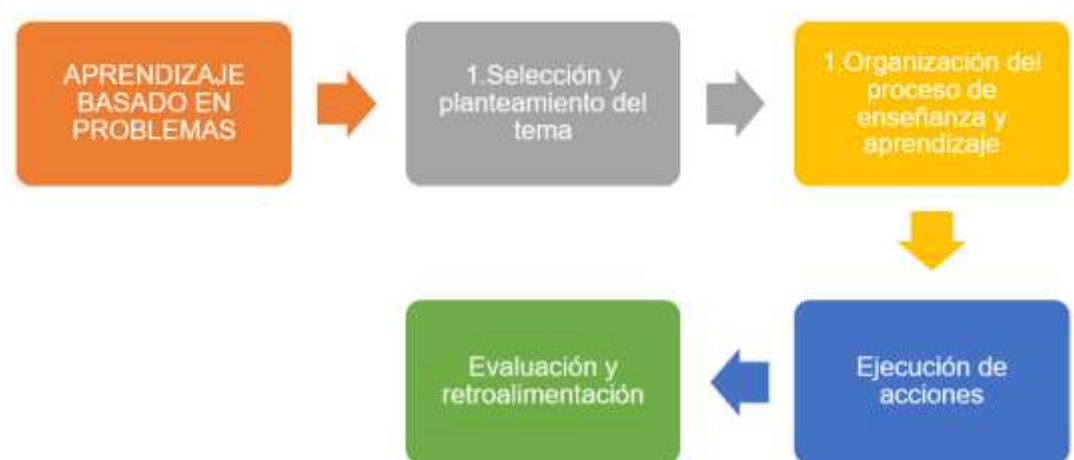 APRENDIZAJE
BASADO EN
PROBLEMAS
1.Selección y
planteamiento del
tema
1.Organización del
proceso de
enseñanza y
aprendizaje
Ejecución de
acciones
Evaluación y
retroalimentación